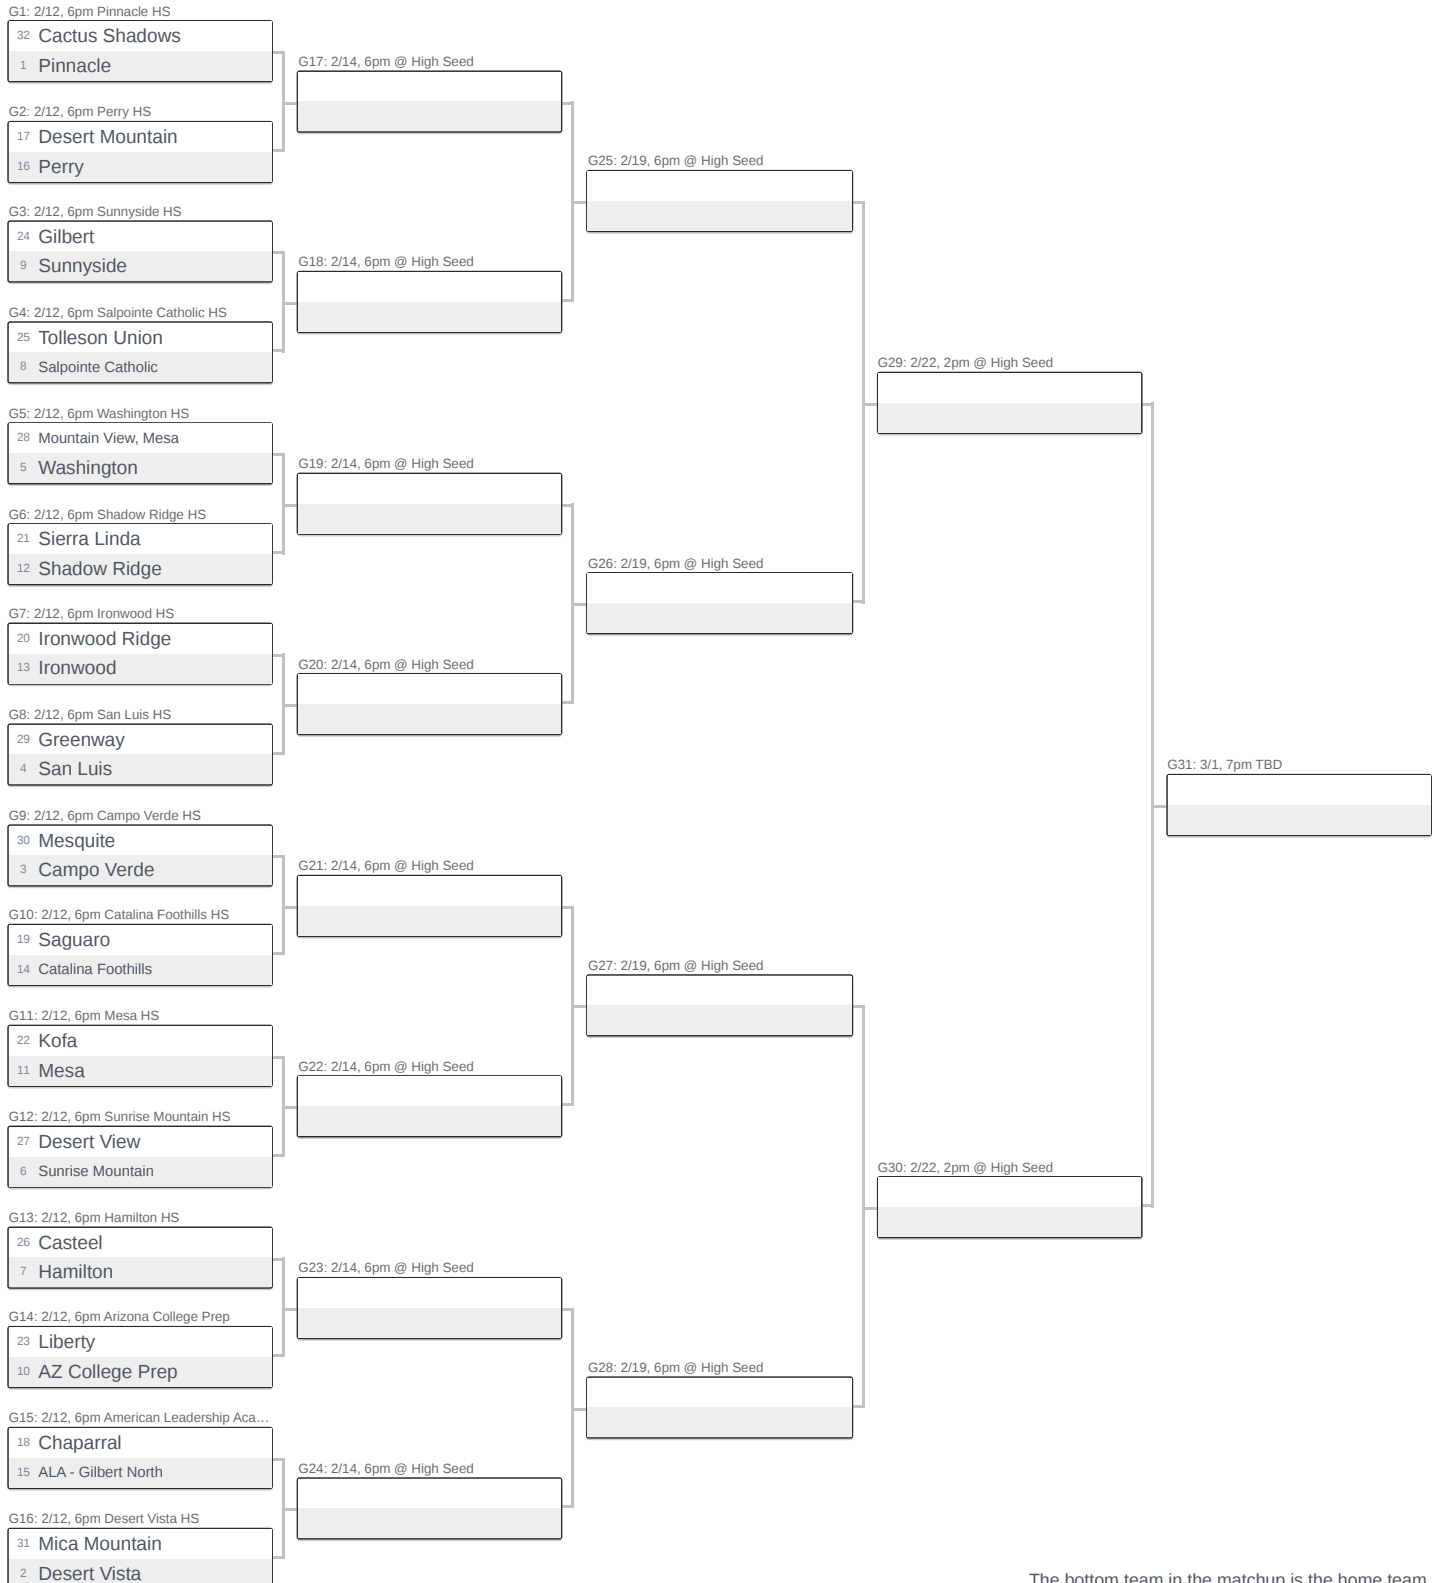 G1: 2/12, 6pm Pinnacle HS
32 Cactus Shadows
1 Pinnacle
G2: 2/12, 6pm Perry HS
17 Desert Mountain
16 Perry
G3: 2/12, 6pm Sunnyside HS
24 Gilbert
9 Sunnyside
G4: 2/12, 6pm Salpointe Catholic HS
25 Tolleson Union
8 Salpointe Catholic
G5: 2/12, 6pm Washington HS
28 Mountain View, Mesa
5 Washington
G6: 2/12, 6pm Shadow Ridge HS
21 Sierra Linda
12 Shadow Ridge
G7: 2/12, 6pm Ironwood HS
20 Ironwood Ridge
13 Ironwood
G8: 2/12, 6pm San Luis HS
29 Greenway
4 San Luis
G9: 2/12, 6pm Campo Verde HS
30 Mesquite
3 Campo Verde
G10: 2/12, 6pm Catalina Foothills HS
19 Saguaro
14 Catalina Foothills
G11: 2/12, 6pm Mesa HS
22 Kofa
11 Mesa
G12: 2/12, 6pm Sunrise Mountain HS
27 Desert View
6 Sunrise Mountain
G13: 2/12, 6pm Hamilton HS
26 Casteel
7 Hamilton
G14: 2/12, 6pm Arizona College Prep
23 Liberty
10 AZ College Prep
G15: 2/12, 6pm American Leadership Aca…
18 Chaparral
15 ALA - Gilbert North
G16: 2/12, 6pm Desert Vista HS
31 Mica Mountain
2 Desert Vista
G17: 2/14, 6pm @ High Seed
G18: 2/14, 6pm @ High Seed
G19: 2/14, 6pm @ High Seed
G20: 2/14, 6pm @ High Seed
G21: 2/14, 6pm @ High Seed
G22: 2/14, 6pm @ High Seed
G23: 2/14, 6pm @ High Seed
G24: 2/14, 6pm @ High Seed
G25: 2/19, 6pm @ High Seed
G26: 2/19, 6pm @ High Seed
G27: 2/19, 6pm @ High Seed
G28: 2/19, 6pm @ High Seed
G29: 2/22, 2pm @ High Seed
G30: 2/22, 2pm @ High Seed
G31: 3/1, 7pm TBD
The bottom team in the matchup is the home team